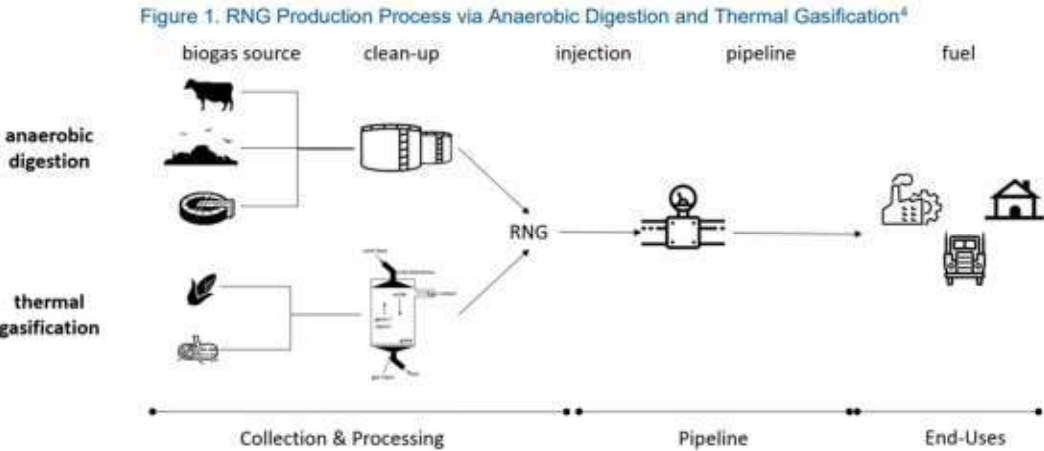 Figure 1. RNG Production Process via Anaerobic Digestion and Thermal Gasification⁴
biogas source clean-up injection pipeline fuel
anaerobic
digestion
RNG
thermal
gasification
Collection & Processing Pipeline End-Uses